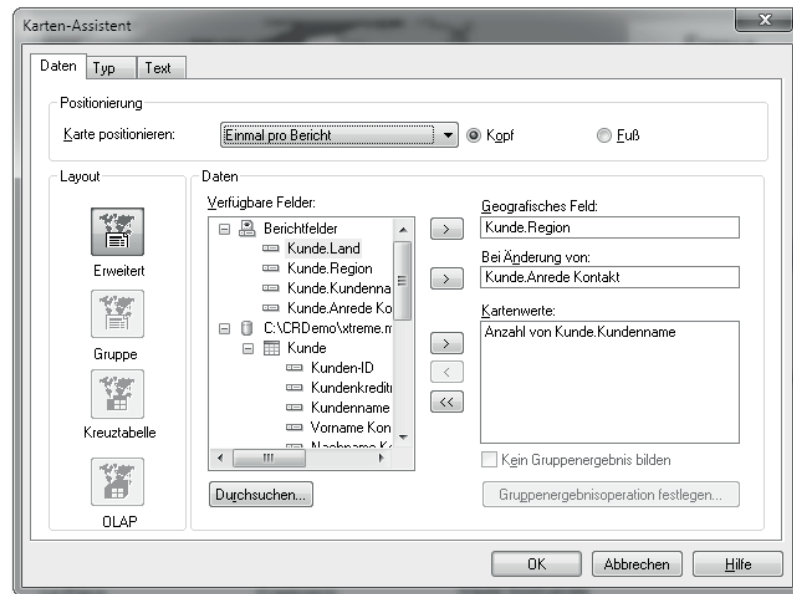 Karten-Assistent
Daten Typ Text
Positionierung
Karte positionieren: Einmal pro Bericht Kopf Fuß
Layout
Erweitert
Gruppe
Kreuztabelle
OLAP
Daten
Verfügbare Felder:
Berichtfelder
Kunde.Land
Kunde.Region
Kunde.Kundenna
Kunde.Anrede Ko
C:\CRDemo\xtreme.m
Kunde
Kunden-ID
Kundenkreditn
Kundenname
Vorname Kon
Durchsuchen...
>
>
>
<
<<
Geografisches Feld:
Kunde.Region
Bei Änderung von:
Kunde.Anrede Kontakt
Kartenwerte:
Anzahl von Kunde.Kundenname
Kein Gruppenergebnis bilden
Gruppenergebnisoperation festlegen...
OK Abbrechen Hilfe